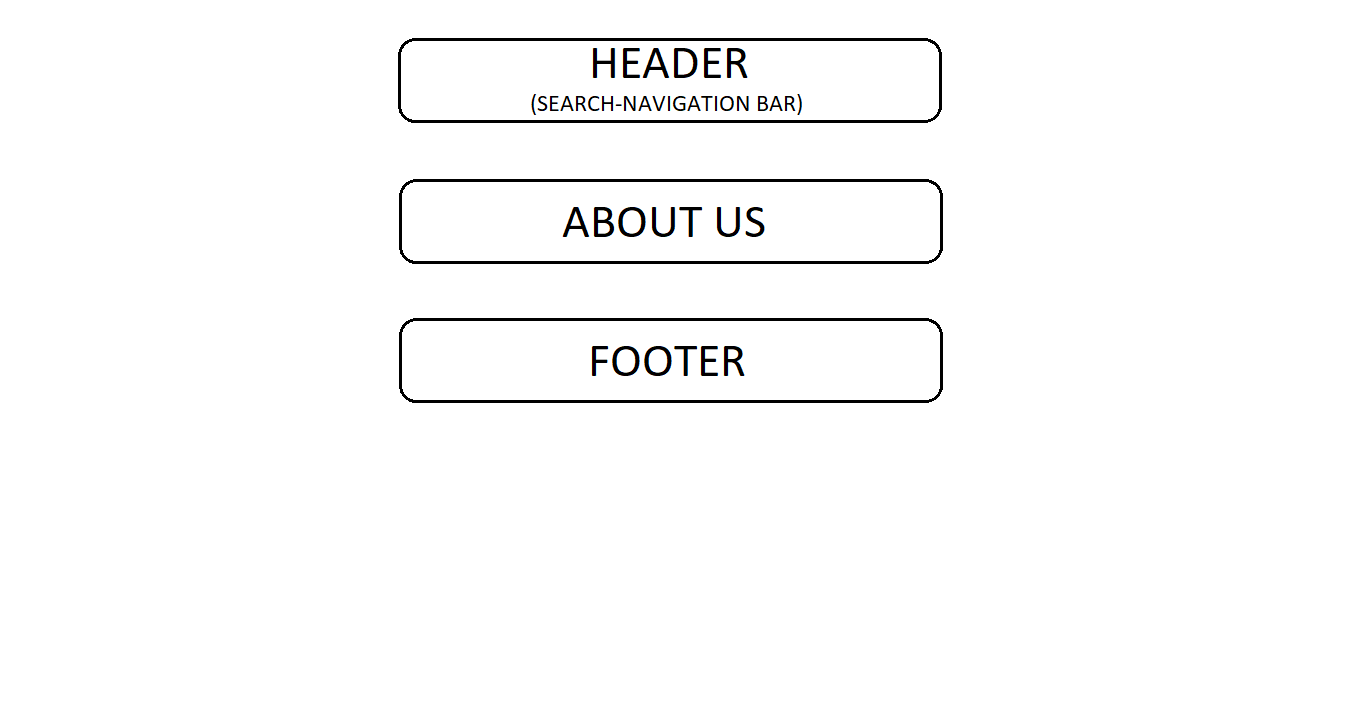 HEADER
(SEARCH-NAVIGATION BAR)
ABOUT US
FOOTER